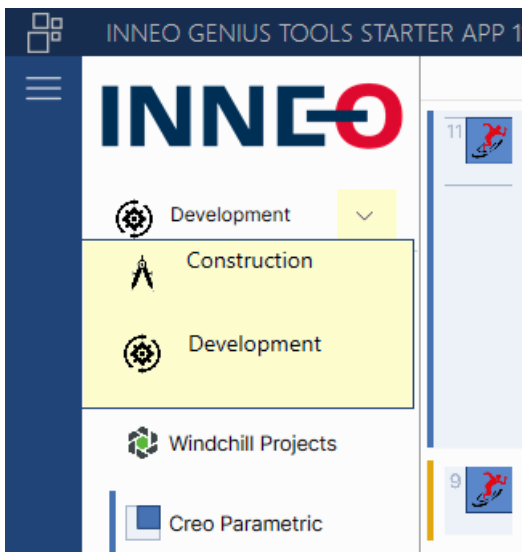 INNEO GENIUS TOOLS STARTER APP 1
INNEO
11
Development
Construction
Development
Windchill Projects
9
Creo Parametric